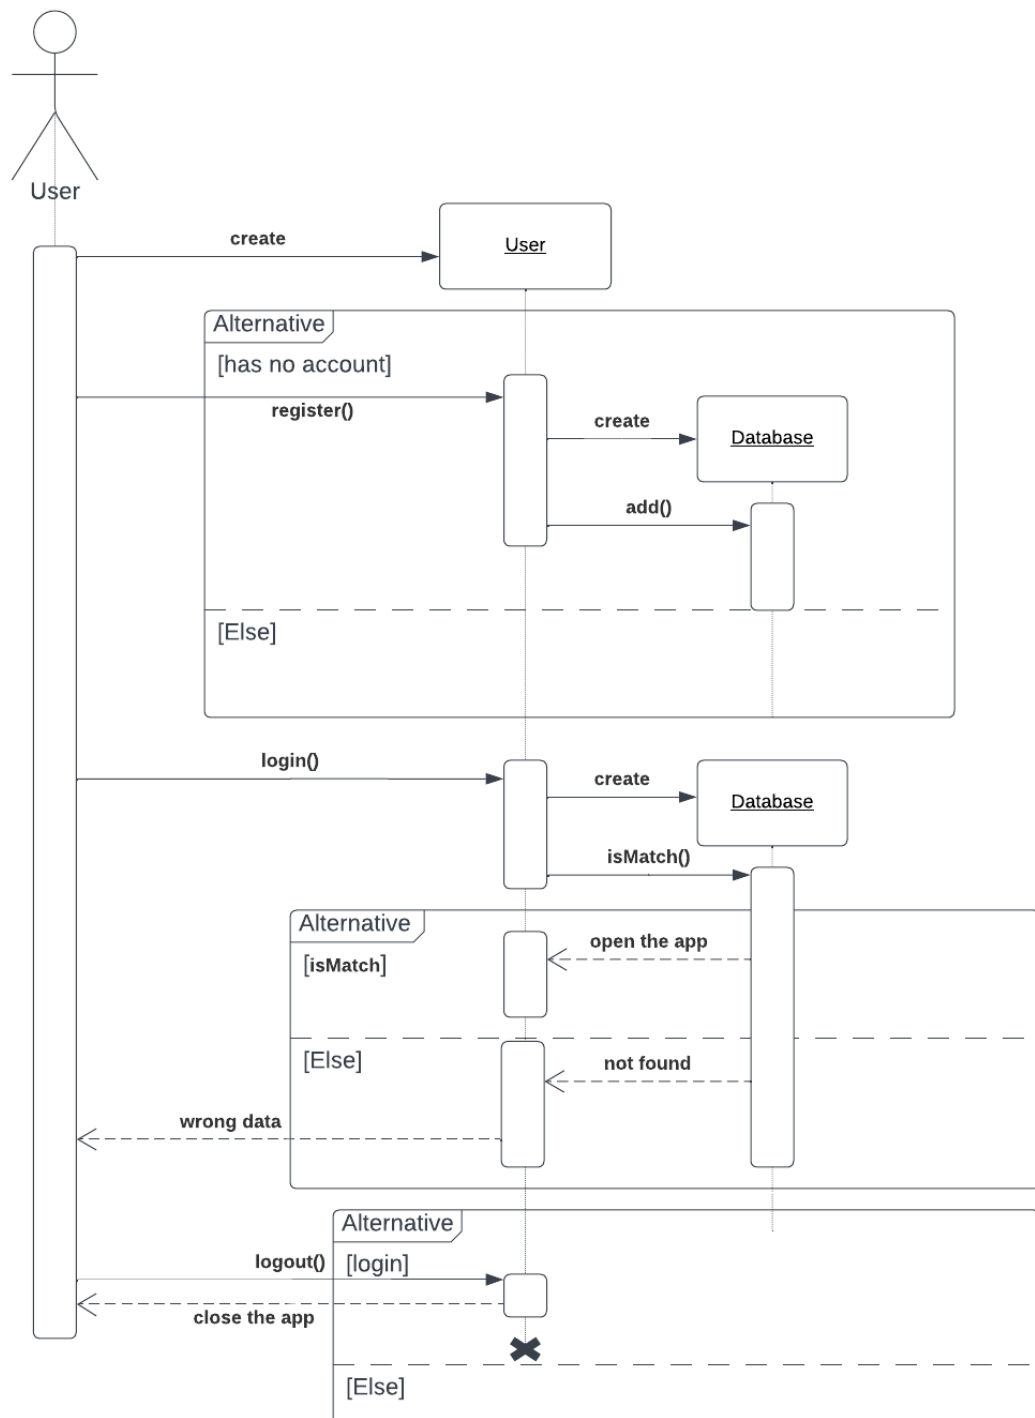 User
create
User
Alternative
[has no account]
register()
create
Database
add()
[Else]
login()
create
Database
isMatch()
Alternative
open the app
[isMatch]
[Else]
not found
wrong data
Alternative
logout()
[login]
close the app
[Else]